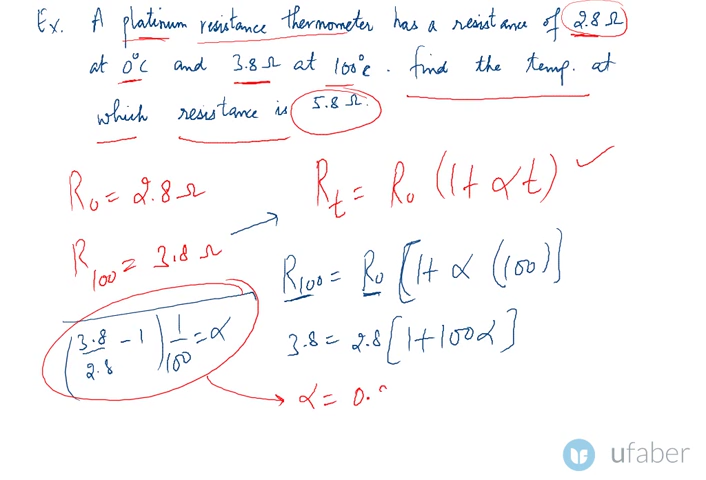 Ex. A platinum resistance thermometer has a resistance of 2.8 Ω
at 0°C and 3.8 Ω at 100°C. find the temp. at
which resistance is 5.8 Ω.
R₀ = 2.8 Ω
R_t = R₀ (1 + αt) ✓
R₁₀₀ = 3.8 Ω
R₁₀₀ = R₀ [1 + α (100)]
(3.8/2.8 - 1) 1/100 = α
3.8 = 2.8 [1 + 100α]
α = 0.
ufaber